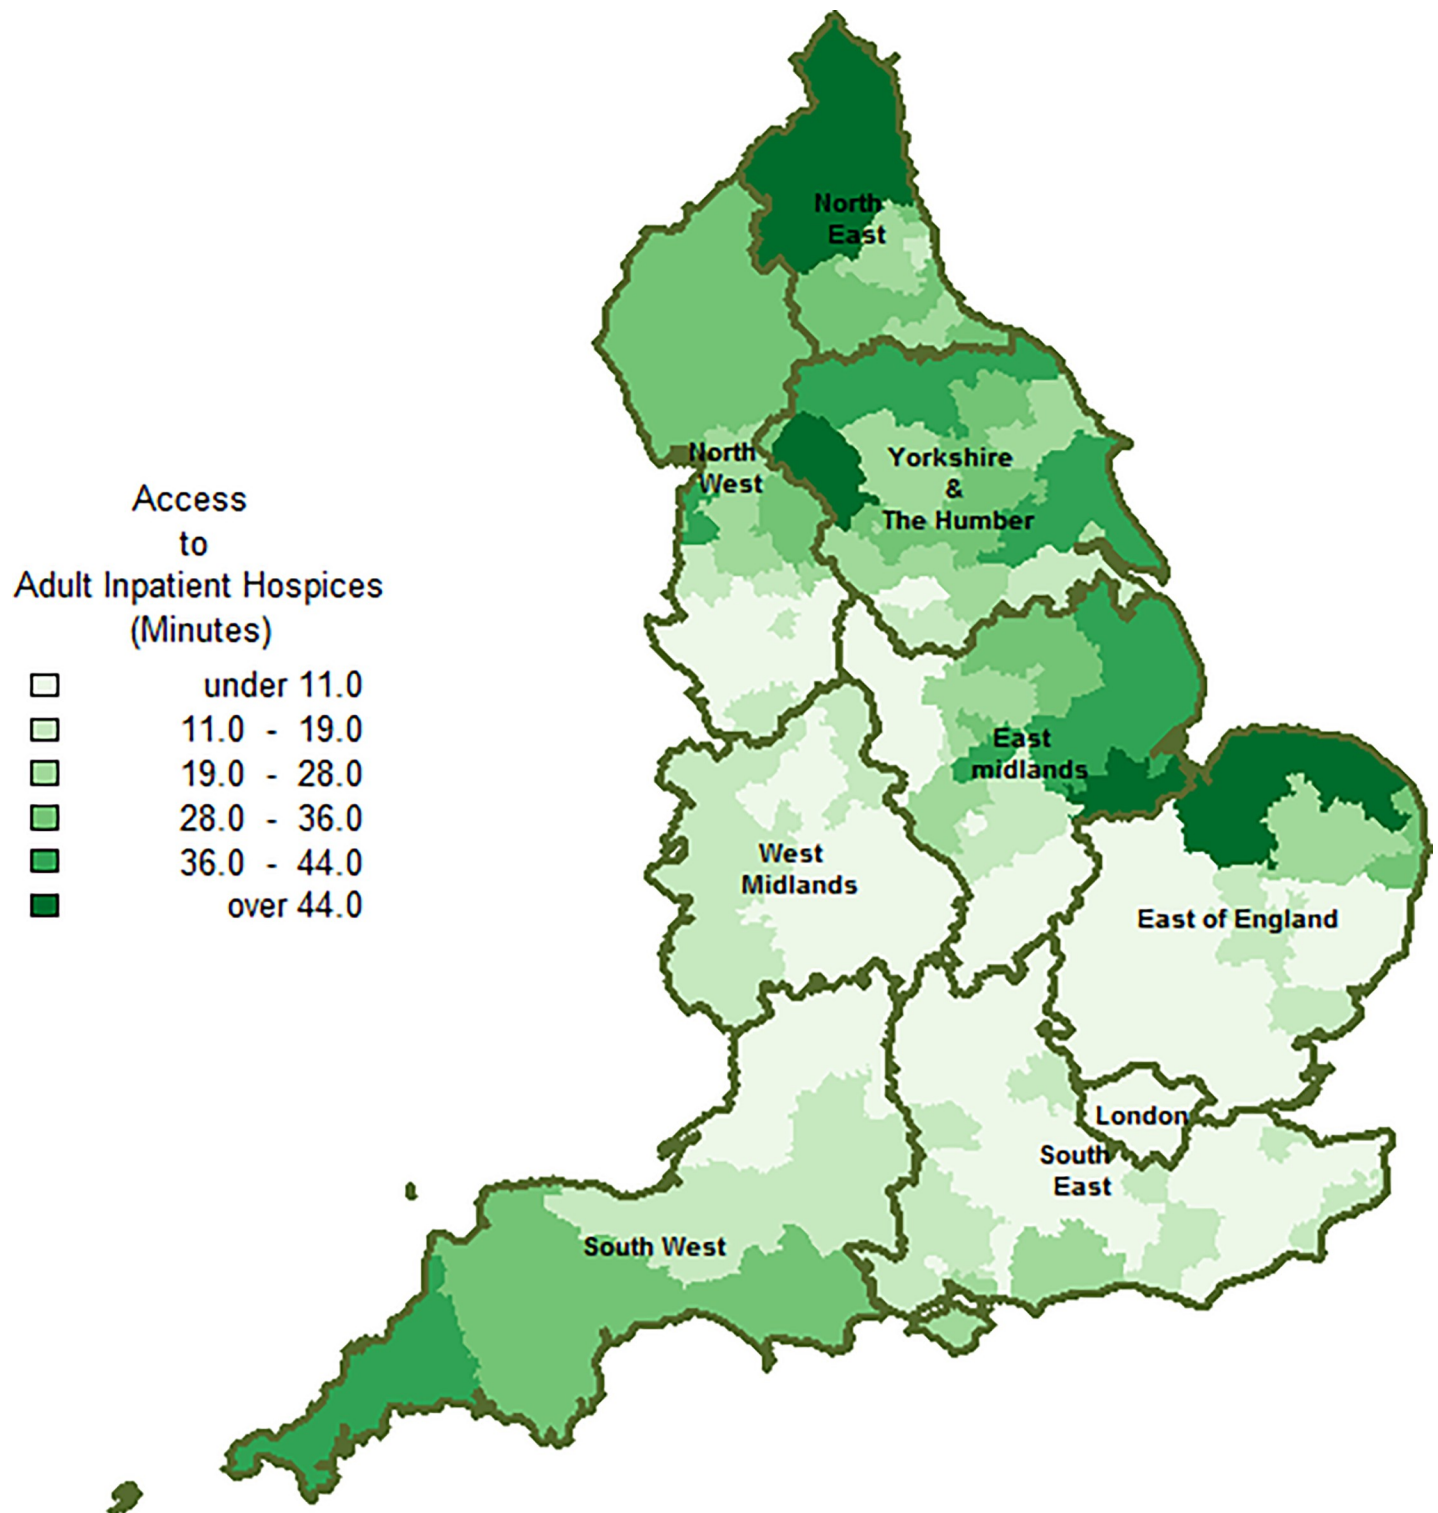 North
East
North
West
Yorkshire
&
The Humber
Access
to
Adult Inpatient Hospices
(Minutes)
under 11.0
11.0 - 19.0
19.0 - 28.0
28.0 - 36.0
36.0 - 44.0
over 44.0
East
midlands
West
Midlands
East of England
London
South
East
South West